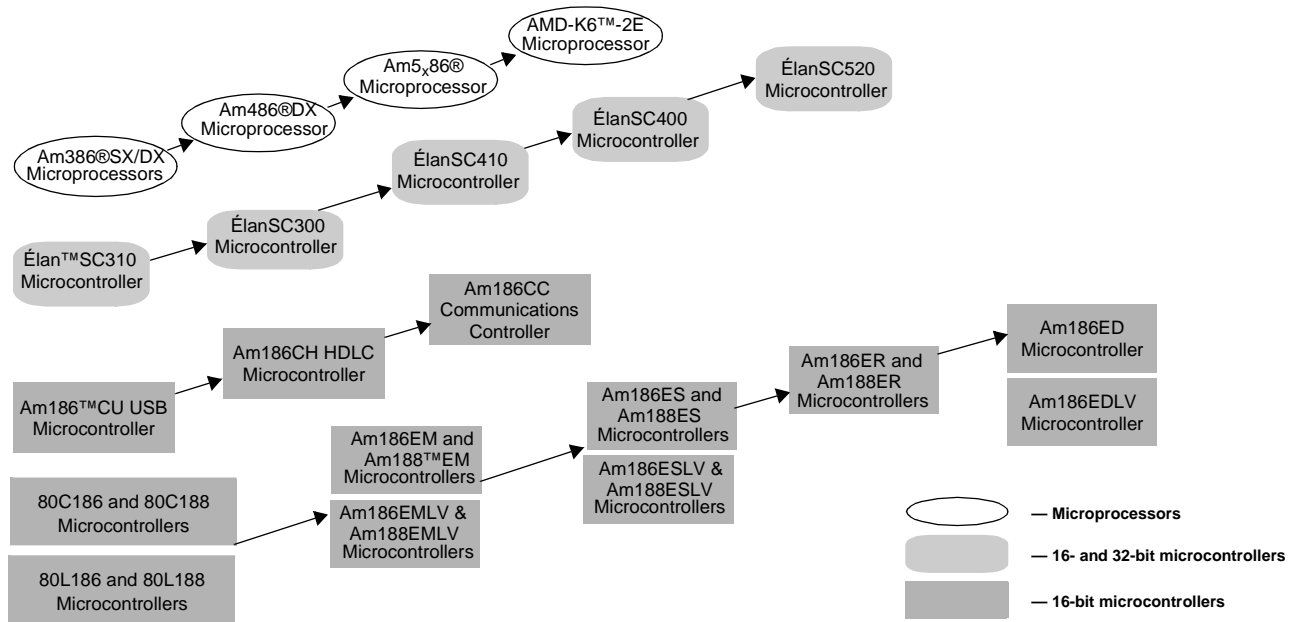 AMD-K6™-2E
Microprocessor
Am5x86®
Microprocessor
Am486®DX
Microprocessor
Am386®SX/DX
Microprocessors
ÉlanSC520
Microcontroller
ÉlanSC400
Microcontroller
ÉlanSC410
Microcontroller
ÉlanSC300
Microcontroller
Élan™SC310
Microcontroller
Am186CC
Communications
Controller
Am186CH HDLC
Microcontroller
Am186™CU USB
Microcontroller
Am186ED
Microcontroller
Am186EDLV
Microcontroller
Am186ER and
Am188ER
Microcontrollers
Am186ES and
Am188ES
Microcontrollers
Am186ESLV &
Am188ESLV
Microcontrollers
Am186EM and
Am188™EM
Microcontrollers
Am186EMLV &
Am188EMLV
Microcontrollers
80C186 and 80C188
Microcontrollers
80L186 and 80L188
Microcontrollers
— Microprocessors
— 16- and 32-bit microcontrollers
— 16-bit microcontrollers